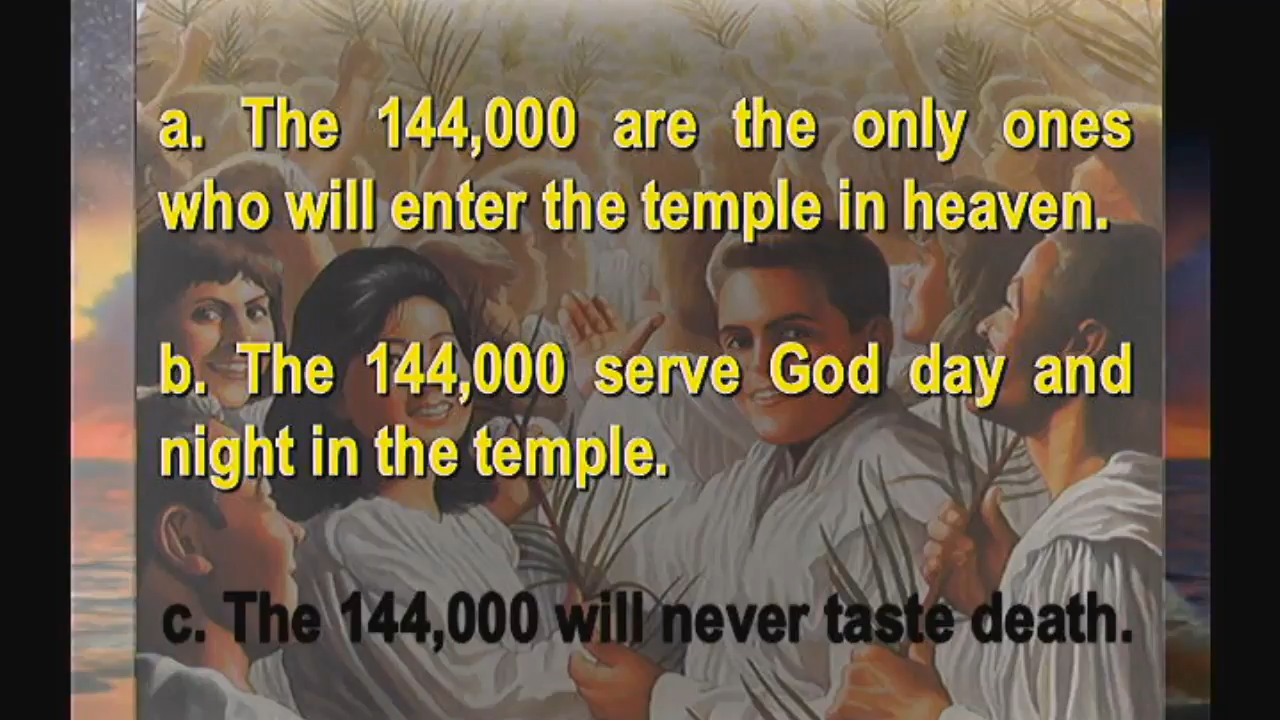 a. The 144,000 are the only ones
who will enter the temple in heaven.
b. The 144,000 serve God day and
night in the temple.
c. The 144,000 will never taste death.